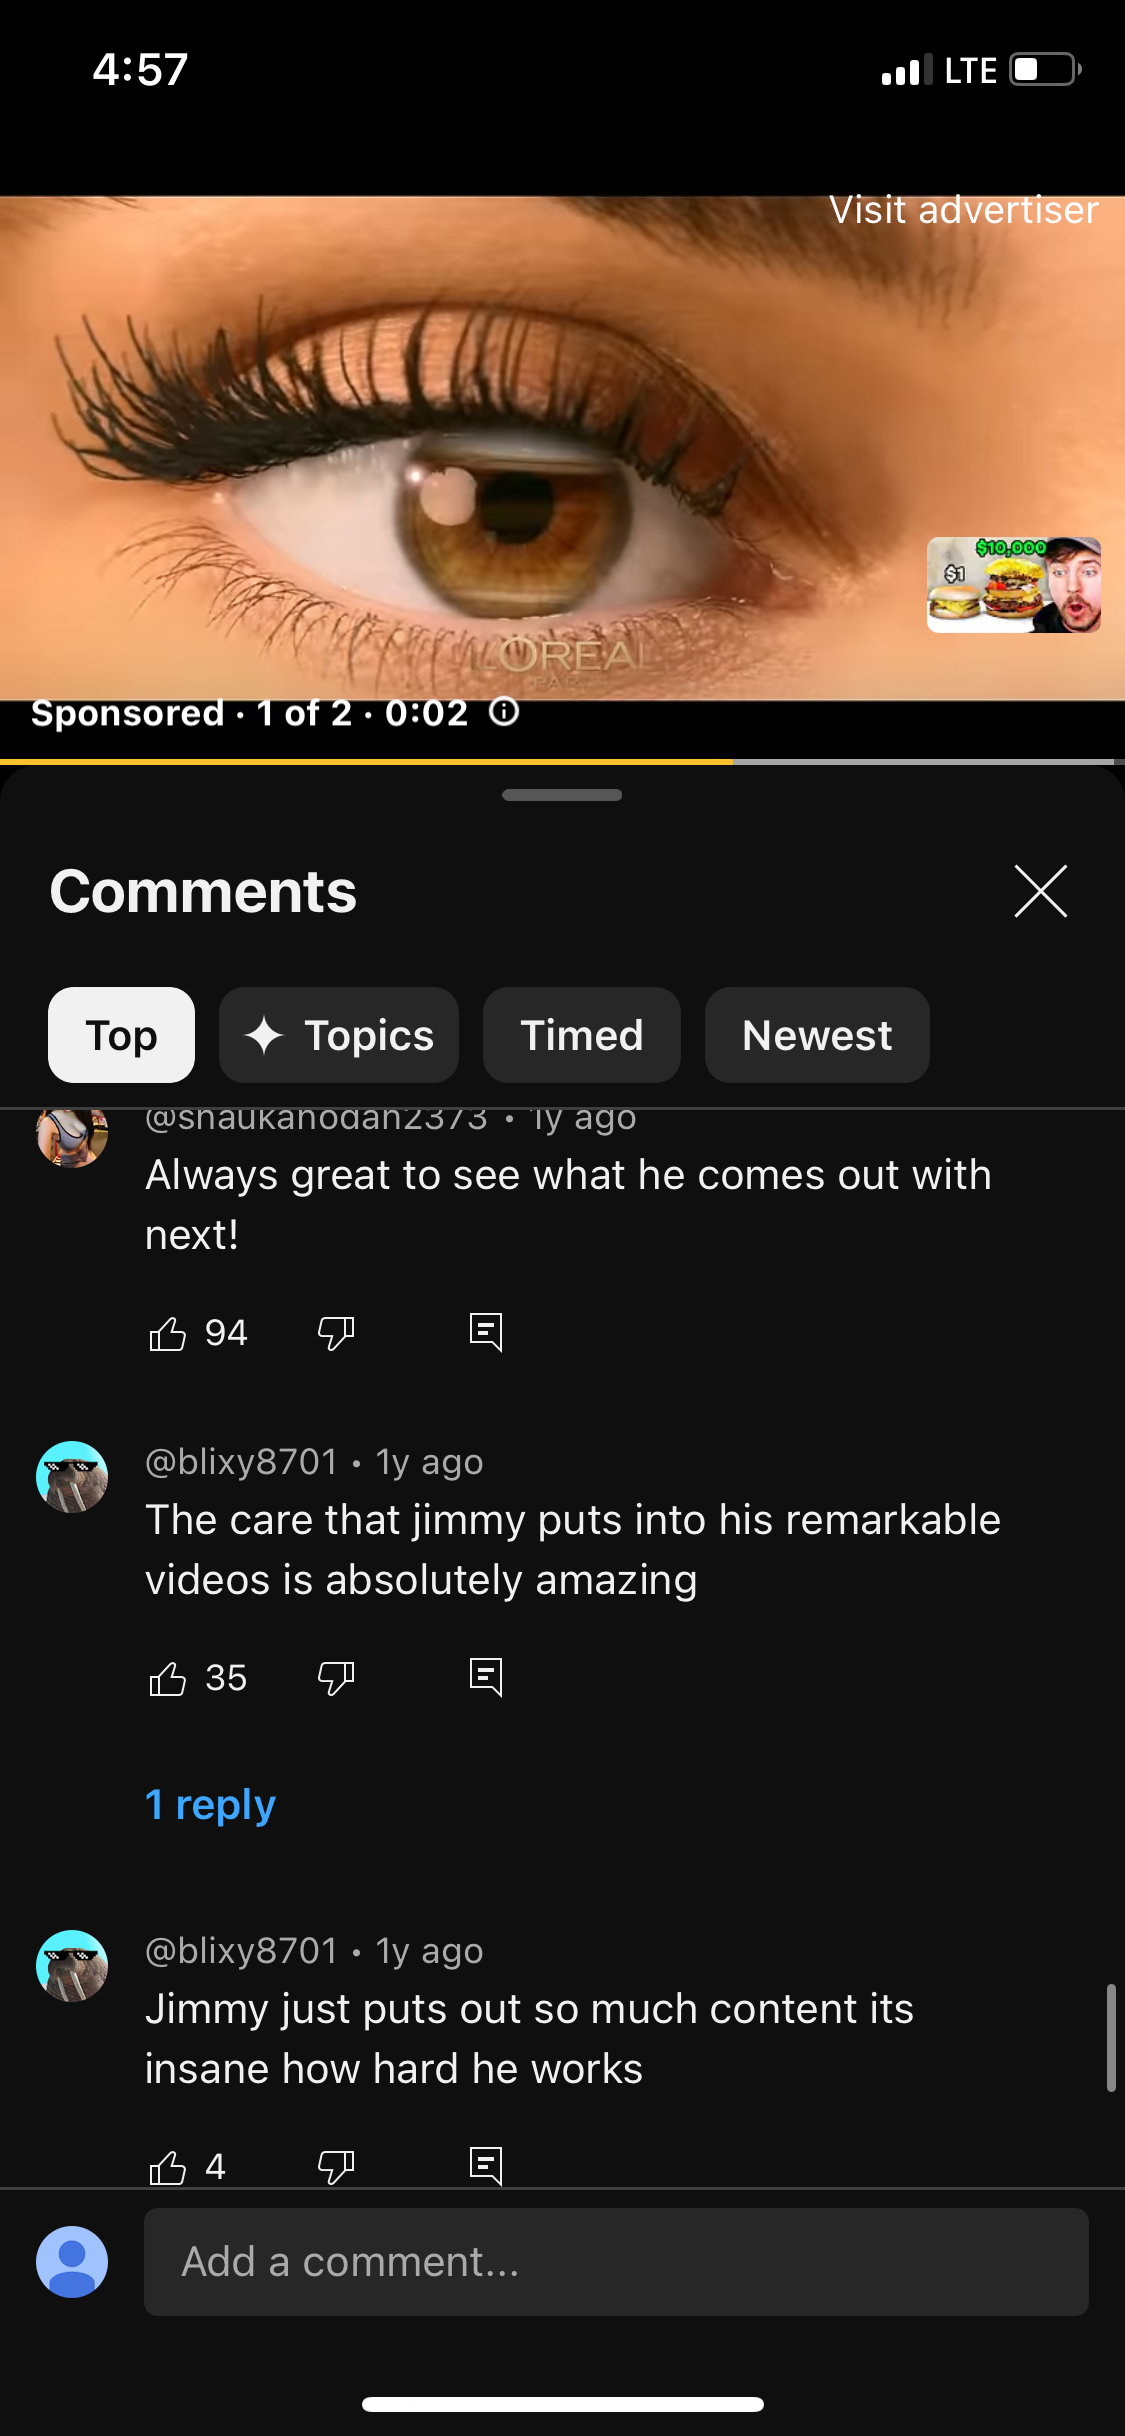 4:57
LTE
Visit advertiser
$10,000
$1
L'OREAL
PARIS
Sponsored · 1 of 2 · 0:02
Comments
Top
Topics
Timed
Newest
@shaukahodan2373 · 1y ago
Always great to see what he comes out with
next!
94
@blixy8701 · 1y ago
The care that jimmy puts into his remarkable
videos is absolutely amazing
35
1 reply
@blixy8701 · 1y ago
Jimmy just puts out so much content its
insane how hard he works
4
Add a comment...